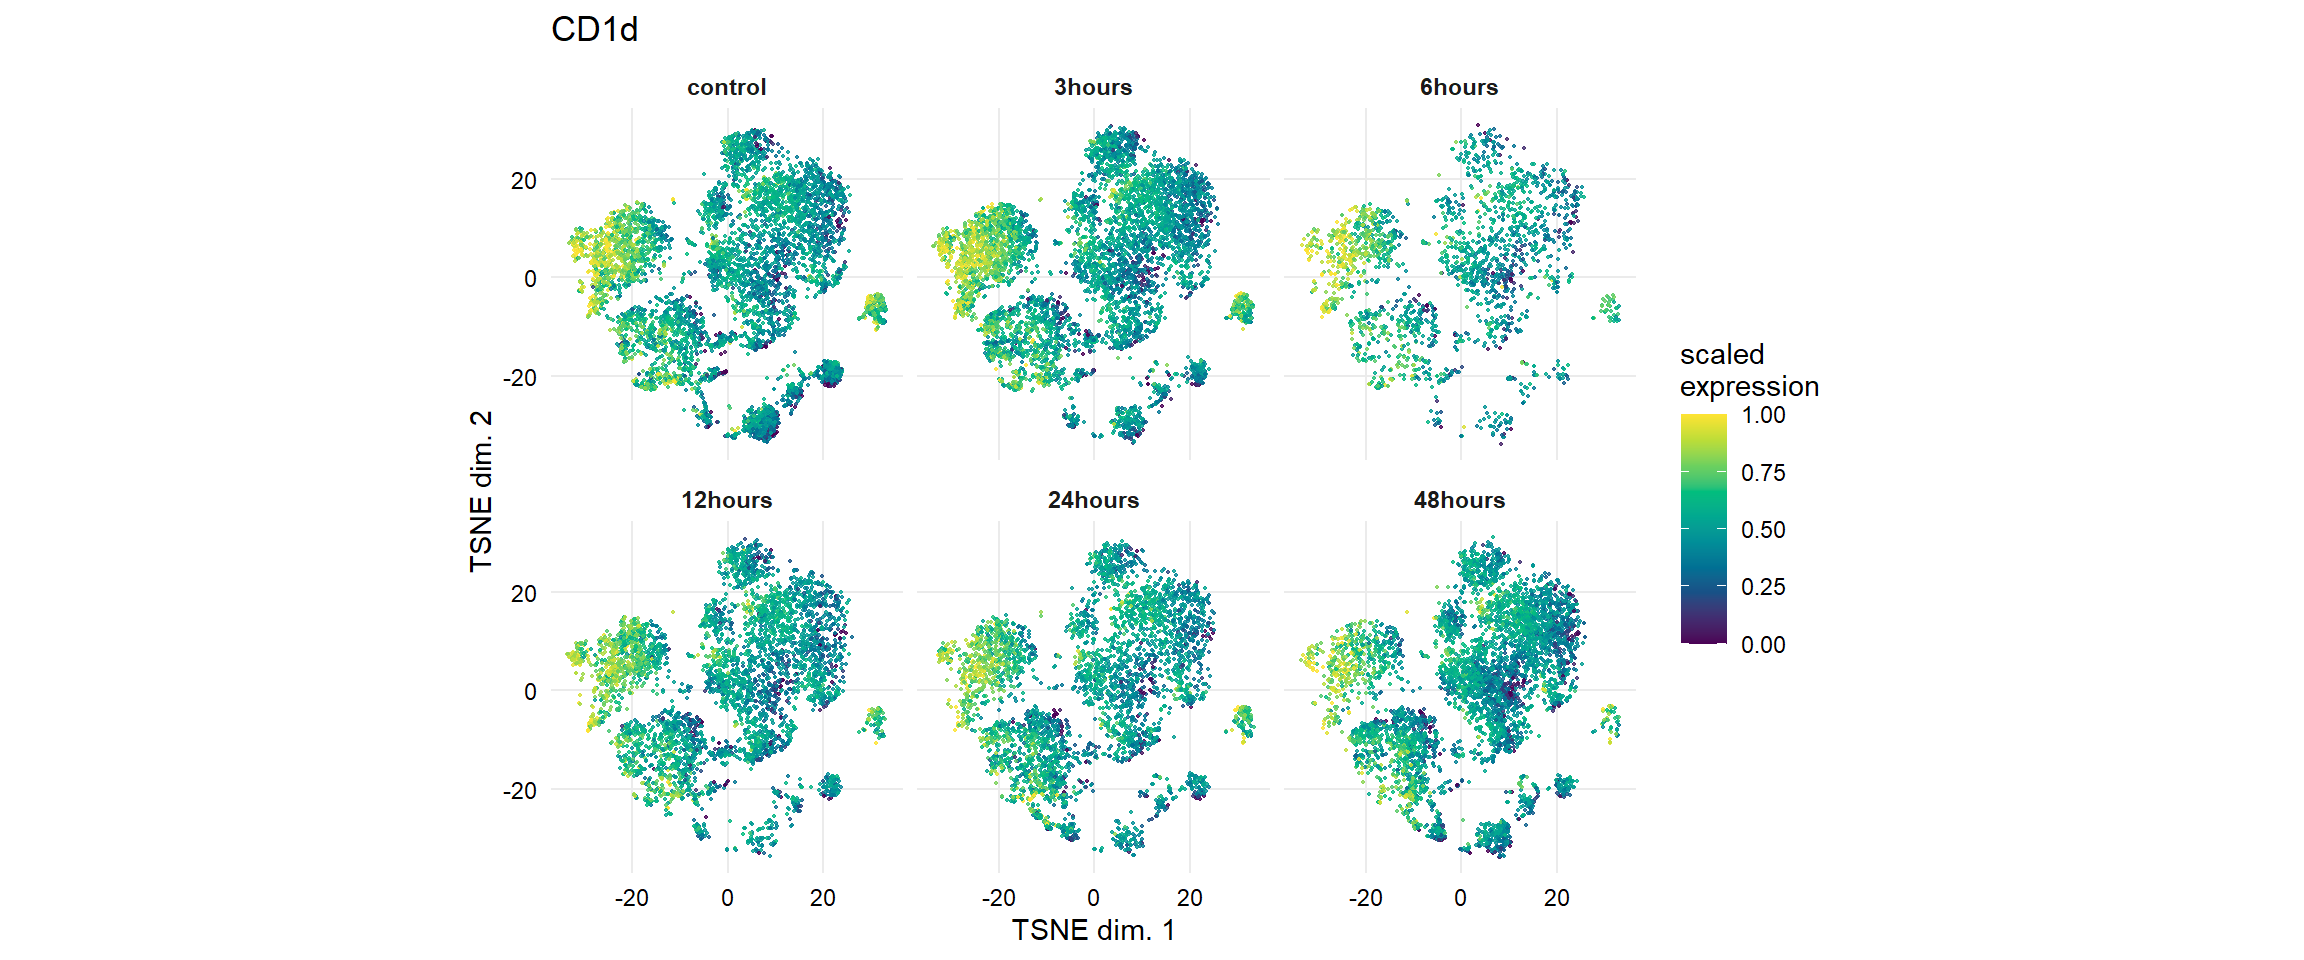 CD1d
control
3hours
6hours
20
0
-20
12hours
24hours
48hours
20
0
-20
-20 0 20
-20 0 20
-20 0 20
TSNE dim. 1
TSNE dim. 2
scaled
expression
1.00
0.75
0.50
0.25
0.00